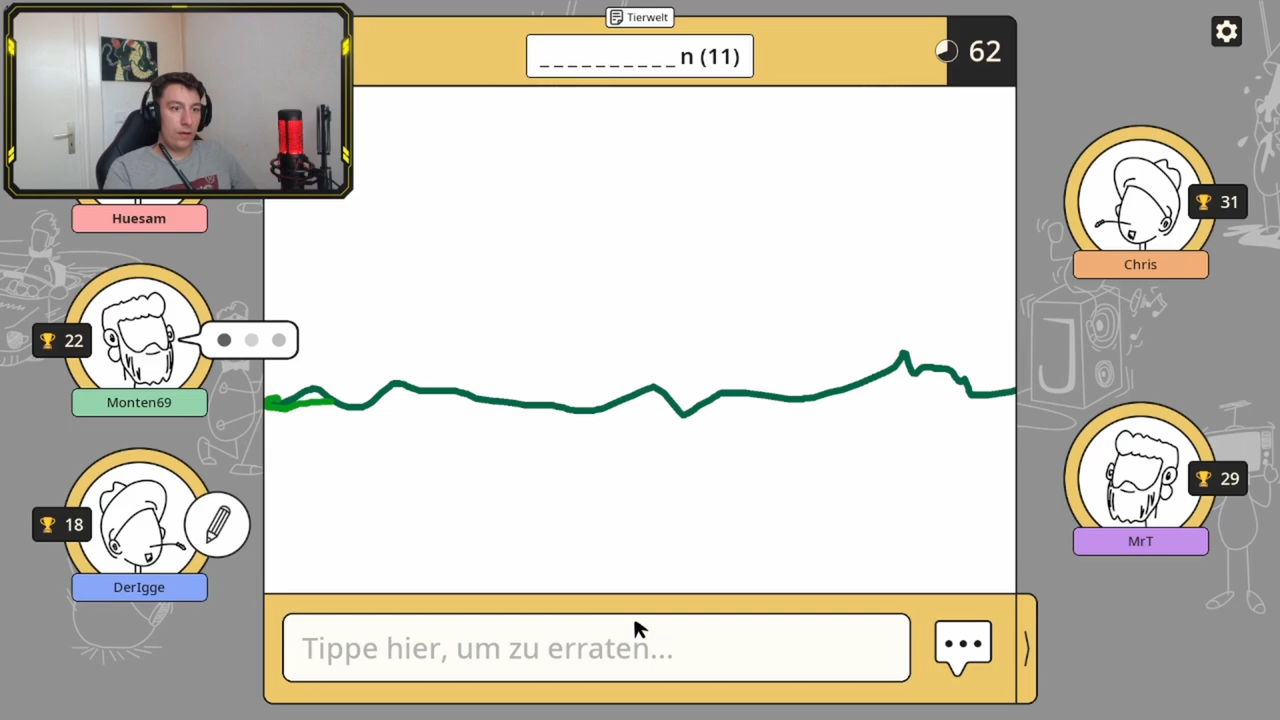 Tierwelt
__________n (11)
62
Huesam
22
Monten69
18
DerIgge
31
Chris
29
MrT
Tippe hier, um zu erraten...